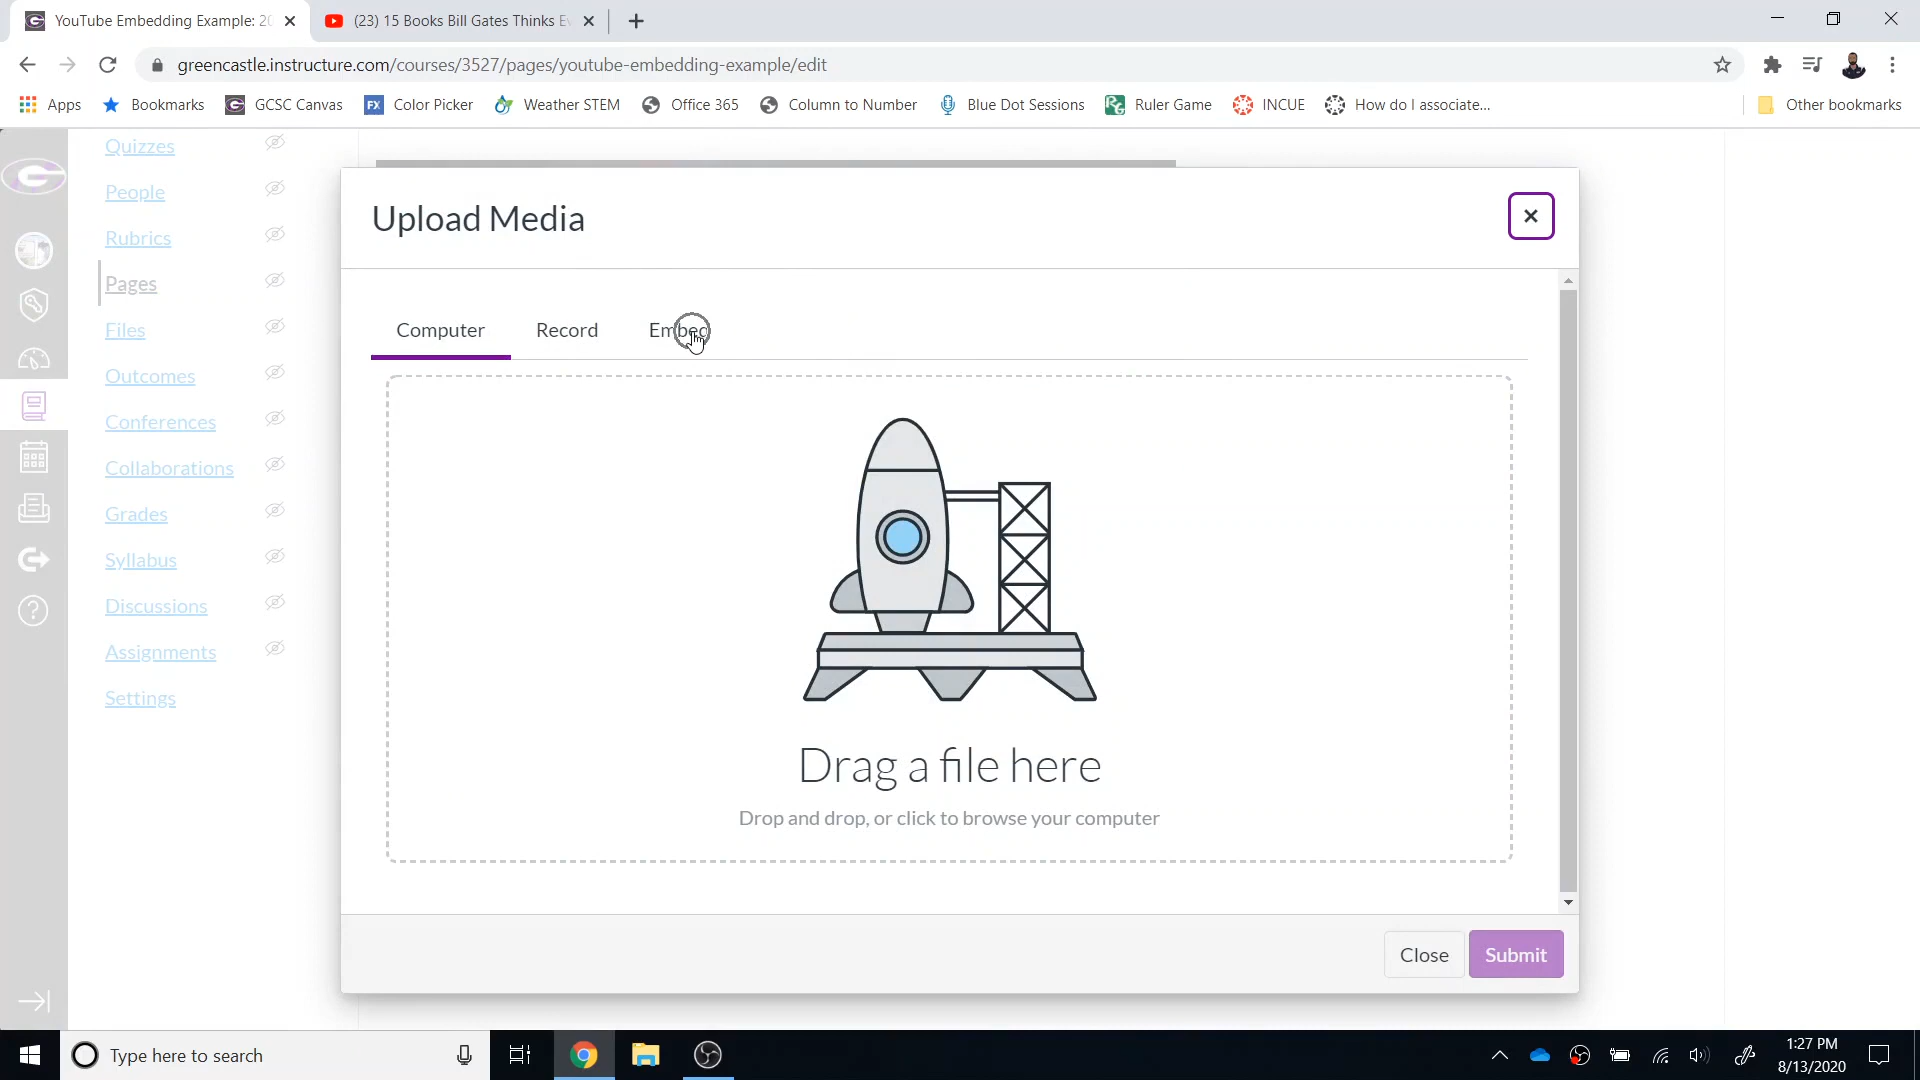 YouTube Embedding Example: 20
(23) 15 Books Bill Gates Thinks Ev
greencastle.instructure.com/courses/3527/pages/youtube-embedding-example/edit
Apps
Bookmarks
GCSC Canvas
FX
Color Picker
Weather STEM
Office 365
Column to Number
Blue Dot Sessions
Ruler Game
INCUE
How do I associate...
Other bookmarks
Quizzes
People
Rubrics
Pages
Files
Outcomes
Conferences
Collaborations
Grades
Syllabus
Discussions
Assignments
Settings
Upload Media
Computer
Record
Embed
Drag a file here
Drop and drop, or click to browse your computer
Close
Submit
Type here to search
1:27 PM
8/13/2020